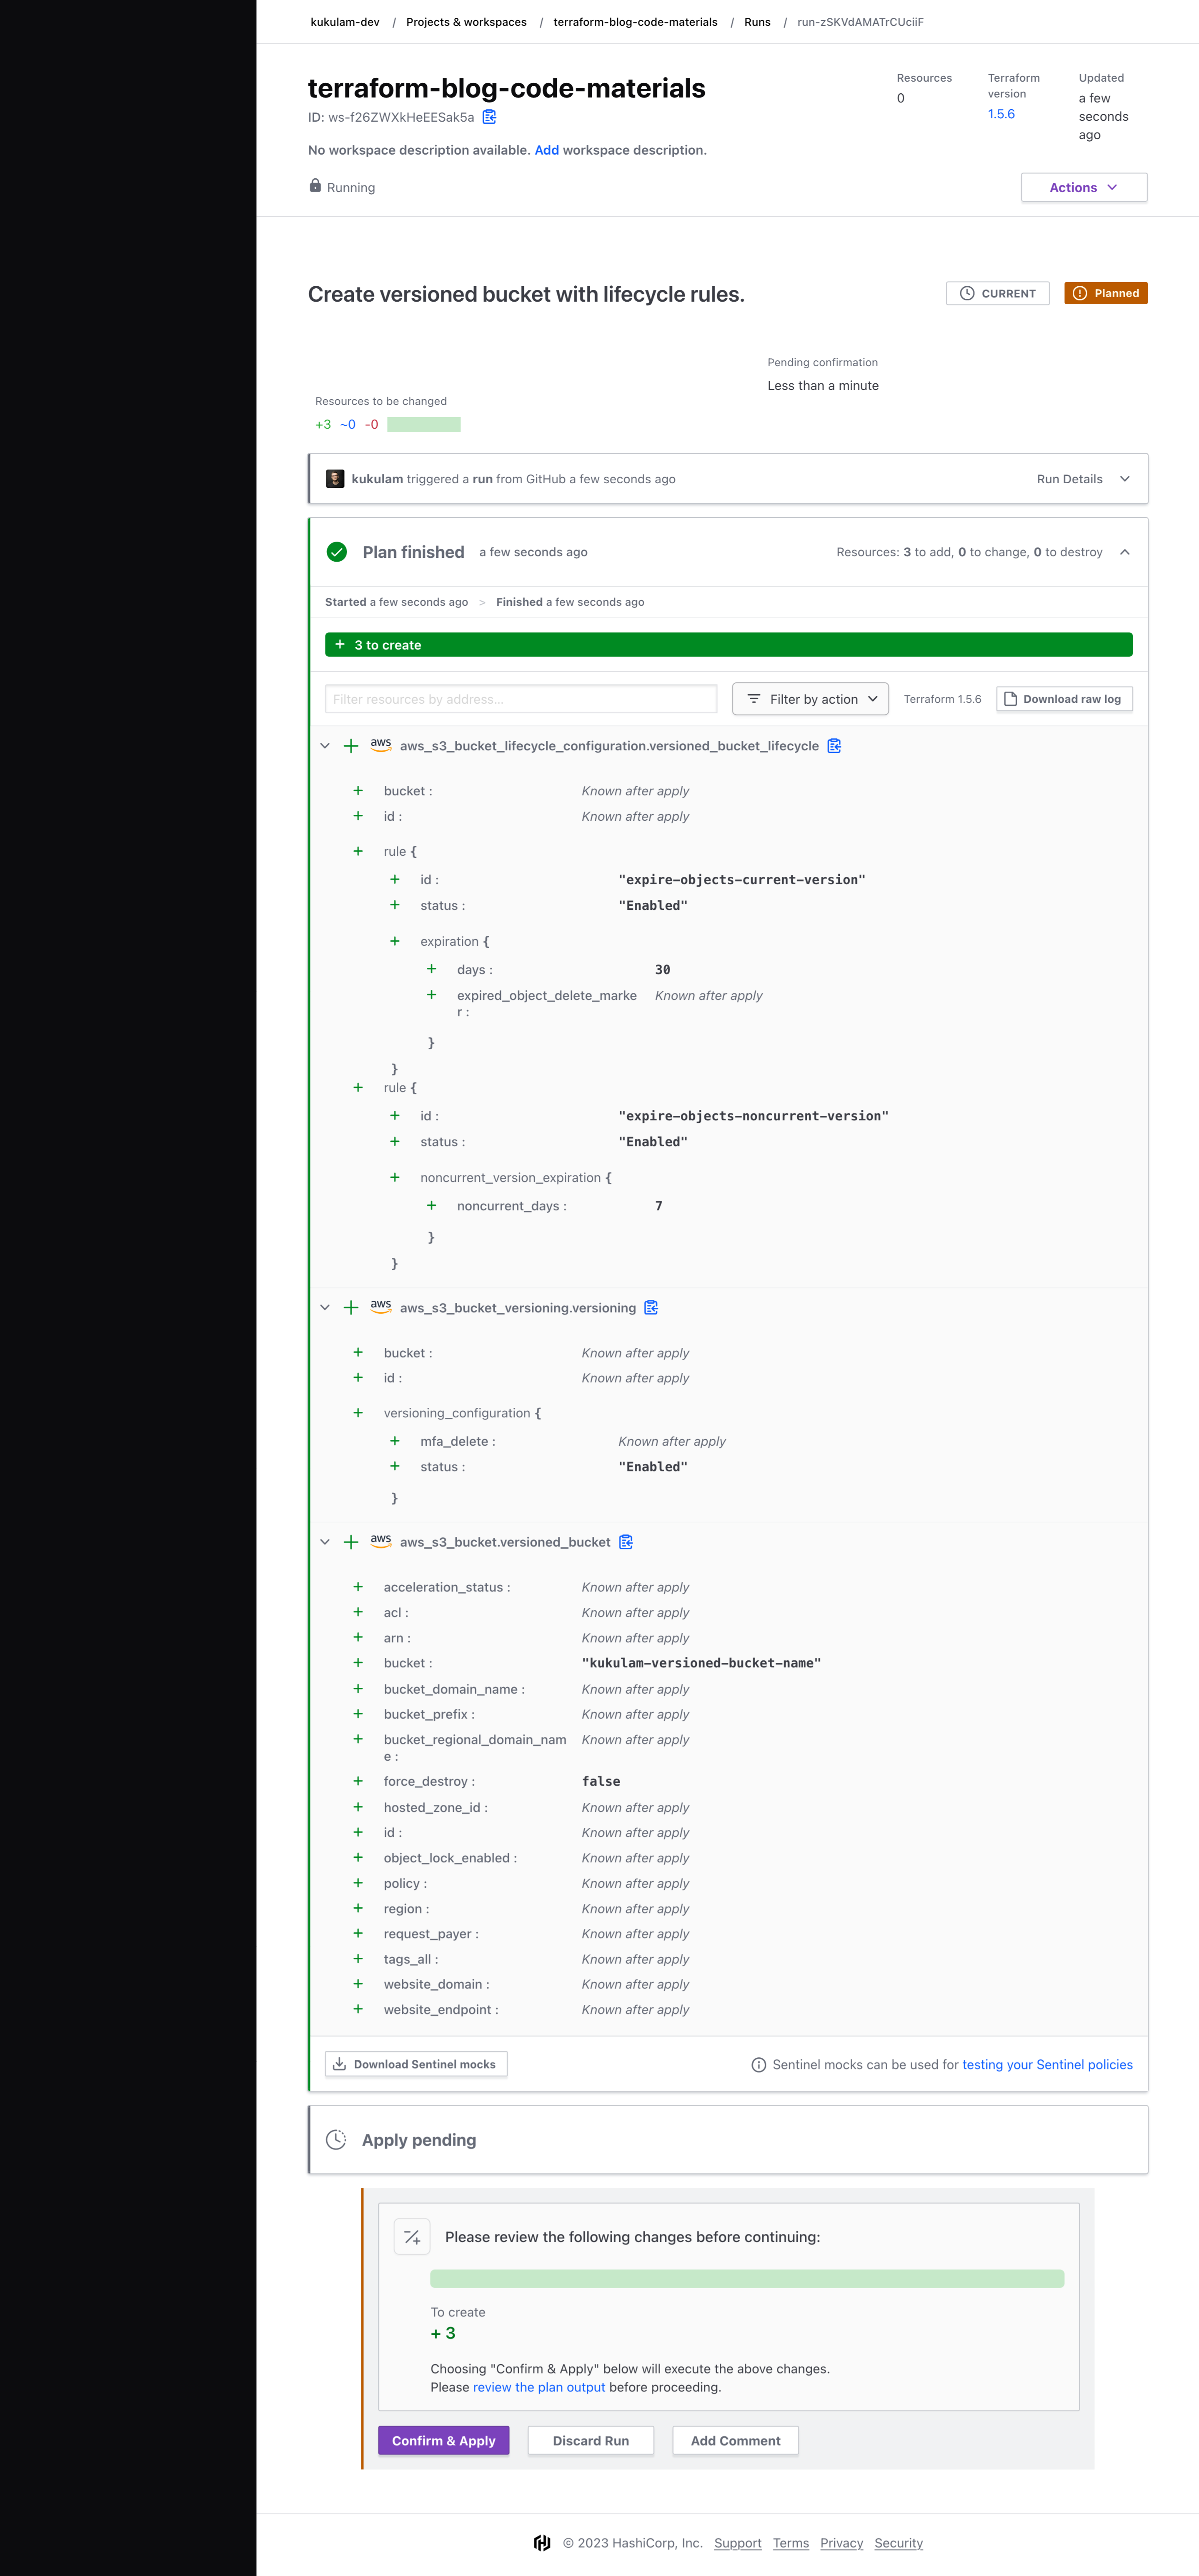 kukulam-dev / Projects & workspaces / terraform-blog-code-materials / Runs / run-zSKVdAMATrCUciiF
terraform-blog-code-materials
ID: ws-f26ZWXkHeEESak5a
No workspace description available. Add workspace description.
Running
Resources
0
Terraform
version
1.5.6
Updated
a few
seconds
ago
Actions
Create versioned bucket with lifecycle rules.
CURRENT
Planned
Pending confirmation
Less than a minute
Resources to be changed
+3 ~0 -0
kukulam triggered a run from GitHub a few seconds ago
Run Details
Plan finished a few seconds ago
Resources: 3 to add, 0 to change, 0 to destroy
Started a few seconds ago > Finished a few seconds ago
+ 3 to create
Filter resources by address...
Filter by action
Terraform 1.5.6
Download raw log
+ aws aws_s3_bucket_lifecycle_configuration.versioned_bucket_lifecycle
+ bucket : Known after apply
+ id : Known after apply
+ rule {
+ id : "expire-objects-current-version"
+ status : "Enabled"
+ expiration {
+ days : 30
+ expired_object_delete_marke Known after apply
r :
}
}
+ rule {
+ id : "expire-objects-noncurrent-version"
+ status : "Enabled"
+ noncurrent_version_expiration {
+ noncurrent_days : 7
}
}
+ aws aws_s3_bucket_versioning.versioning
+ bucket : Known after apply
+ id : Known after apply
+ versioning_configuration {
+ mfa_delete : Known after apply
+ status : "Enabled"
}
+ aws aws_s3_bucket.versioned_bucket
+ acceleration_status : Known after apply
+ acl : Known after apply
+ arn : Known after apply
+ bucket : "kukulam-versioned-bucket-name"
+ bucket_domain_name : Known after apply
+ bucket_prefix : Known after apply
+ bucket_regional_domain_nam Known after apply
e :
+ force_destroy : false
+ hosted_zone_id : Known after apply
+ id : Known after apply
+ object_lock_enabled : Known after apply
+ policy : Known after apply
+ region : Known after apply
+ request_payer : Known after apply
+ tags_all : Known after apply
+ website_domain : Known after apply
+ website_endpoint : Known after apply
Download Sentinel mocks
Sentinel mocks can be used for testing your Sentinel policies
Apply pending
Please review the following changes before continuing:
To create
+ 3
Choosing "Confirm & Apply" below will execute the above changes.
Please review the plan output before proceeding.
Confirm & Apply
Discard Run
Add Comment
© 2023 HashiCorp, Inc. Support Terms Privacy Security